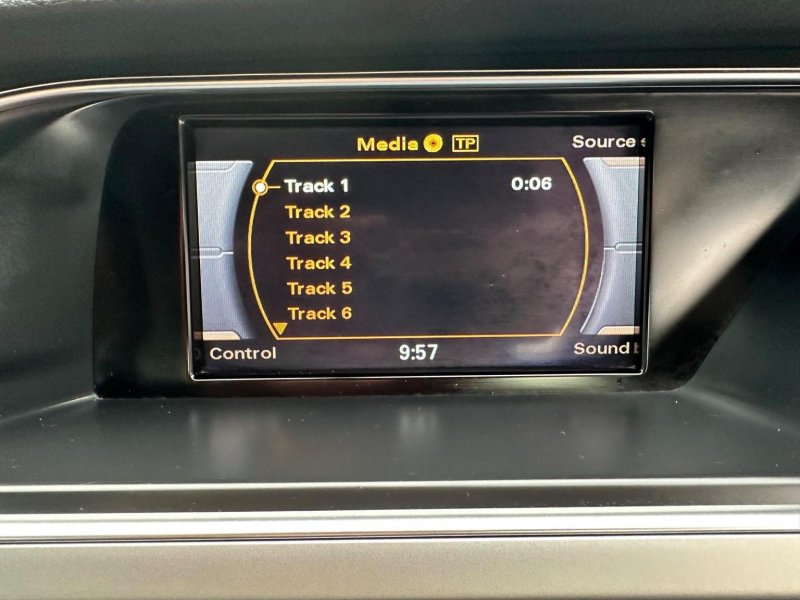 Media TP
Source
Track 1 0:06
Track 2
Track 3
Track 4
Track 5
Track 6
Control
9:57
Sound